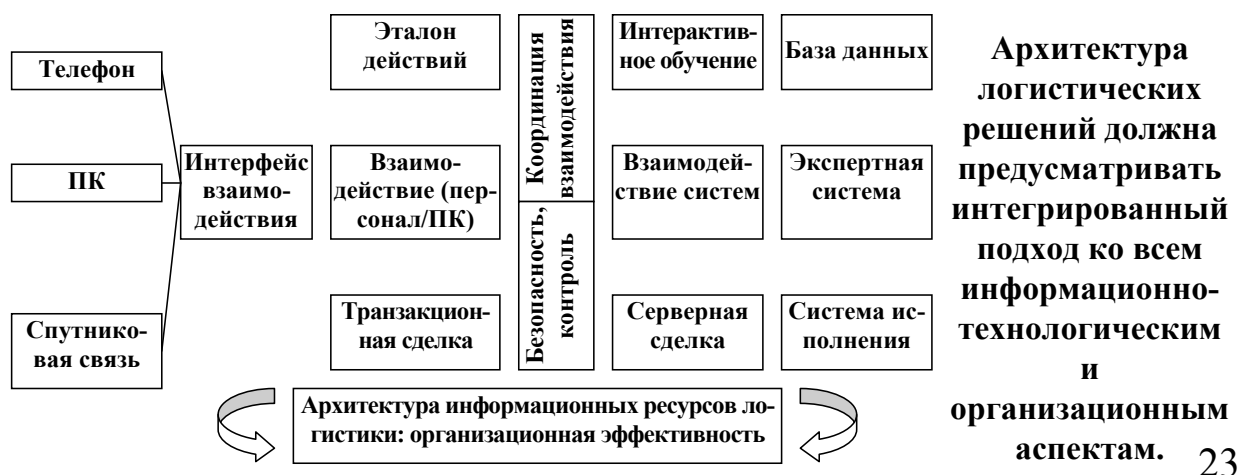 Телефон
ПК
Спутнико-
вая связь
Интерфейс
взаимо-
действия
Эталон
действий
Взаимо-
действие (пер-
сонал/ПК)
Транзакцион-
ная сделка
Координация
взаимодействия
Безопасность,
контроль
Интерактив-
ное обучение
Взаимодей-
ствие систем
Серверная
сделка
База данных
Экспертная
система
Система ис-
полнения
Архитектура информационных ресурсов ло-
гистики: организационная эффективность
Архитектура
логистических
решений должна
предусматривать
интегрированный
подход ко всем
информационно-
технологическим
и
организационным
аспектам.
23